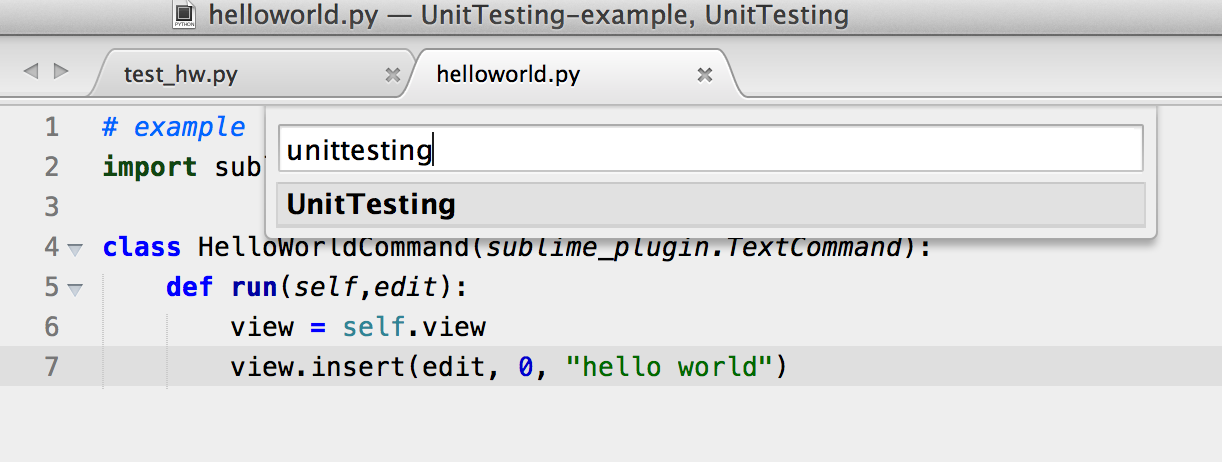 helloworld.py — UnitTesting-example, UnitTesting
test_hw.py helloworld.py
unittesting
UnitTesting
1 # example
2 import subl
3
4 class HelloWorldCommand(sublime_plugin.TextCommand):
5 def run(self,edit):
6 view = self.view
7 view.insert(edit, 0, "hello world")